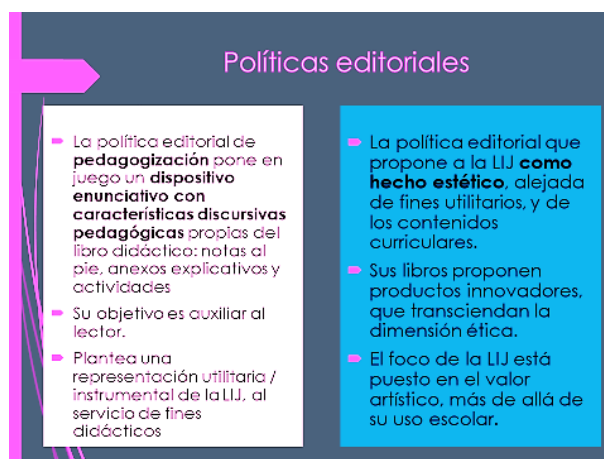 Políticas editoriales
La política editorial de
pedagogización pone en
juego un dispositivo
enunciativo con
características discursivas
pedagógicas propias del
libro didáctico: notas al
pie, anexos explicativos y
actividades
Su objetivo es auxiliar al
lector.
Plantea una
representación utilitaria /
instrumental de la LIJ, al
servicio de fines
didácticos
La política editorial que
propone a la LIJ como
hecho estético, alejada
de fines utilitarios, y de
los contenidos
curriculares.
Sus libros proponen
productos innovadores,
que transciendan la
dimensión ética.
El foco de la LIJ está
puesto en el valor
artístico, más de allá de
su uso escolar.